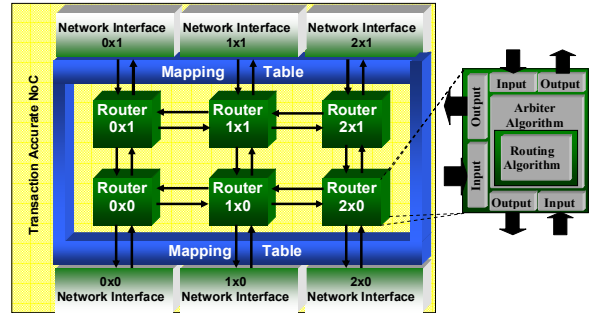 Transaction Accurate NoC
Network Interface
0x1
Network Interface
1x1
Network Interface
2x1
Mapping Table
Router
0x1
Router
1x1
Router
2x1
Router
0x0
Router
1x0
Router
2x0
Mapping Table
0x0
Network Interface
1x0
Network Interface
2x0
Network Interface
Input
Output
Output
Arbiter
Algorithm
Routing
Algorithm
Input
Output
Input